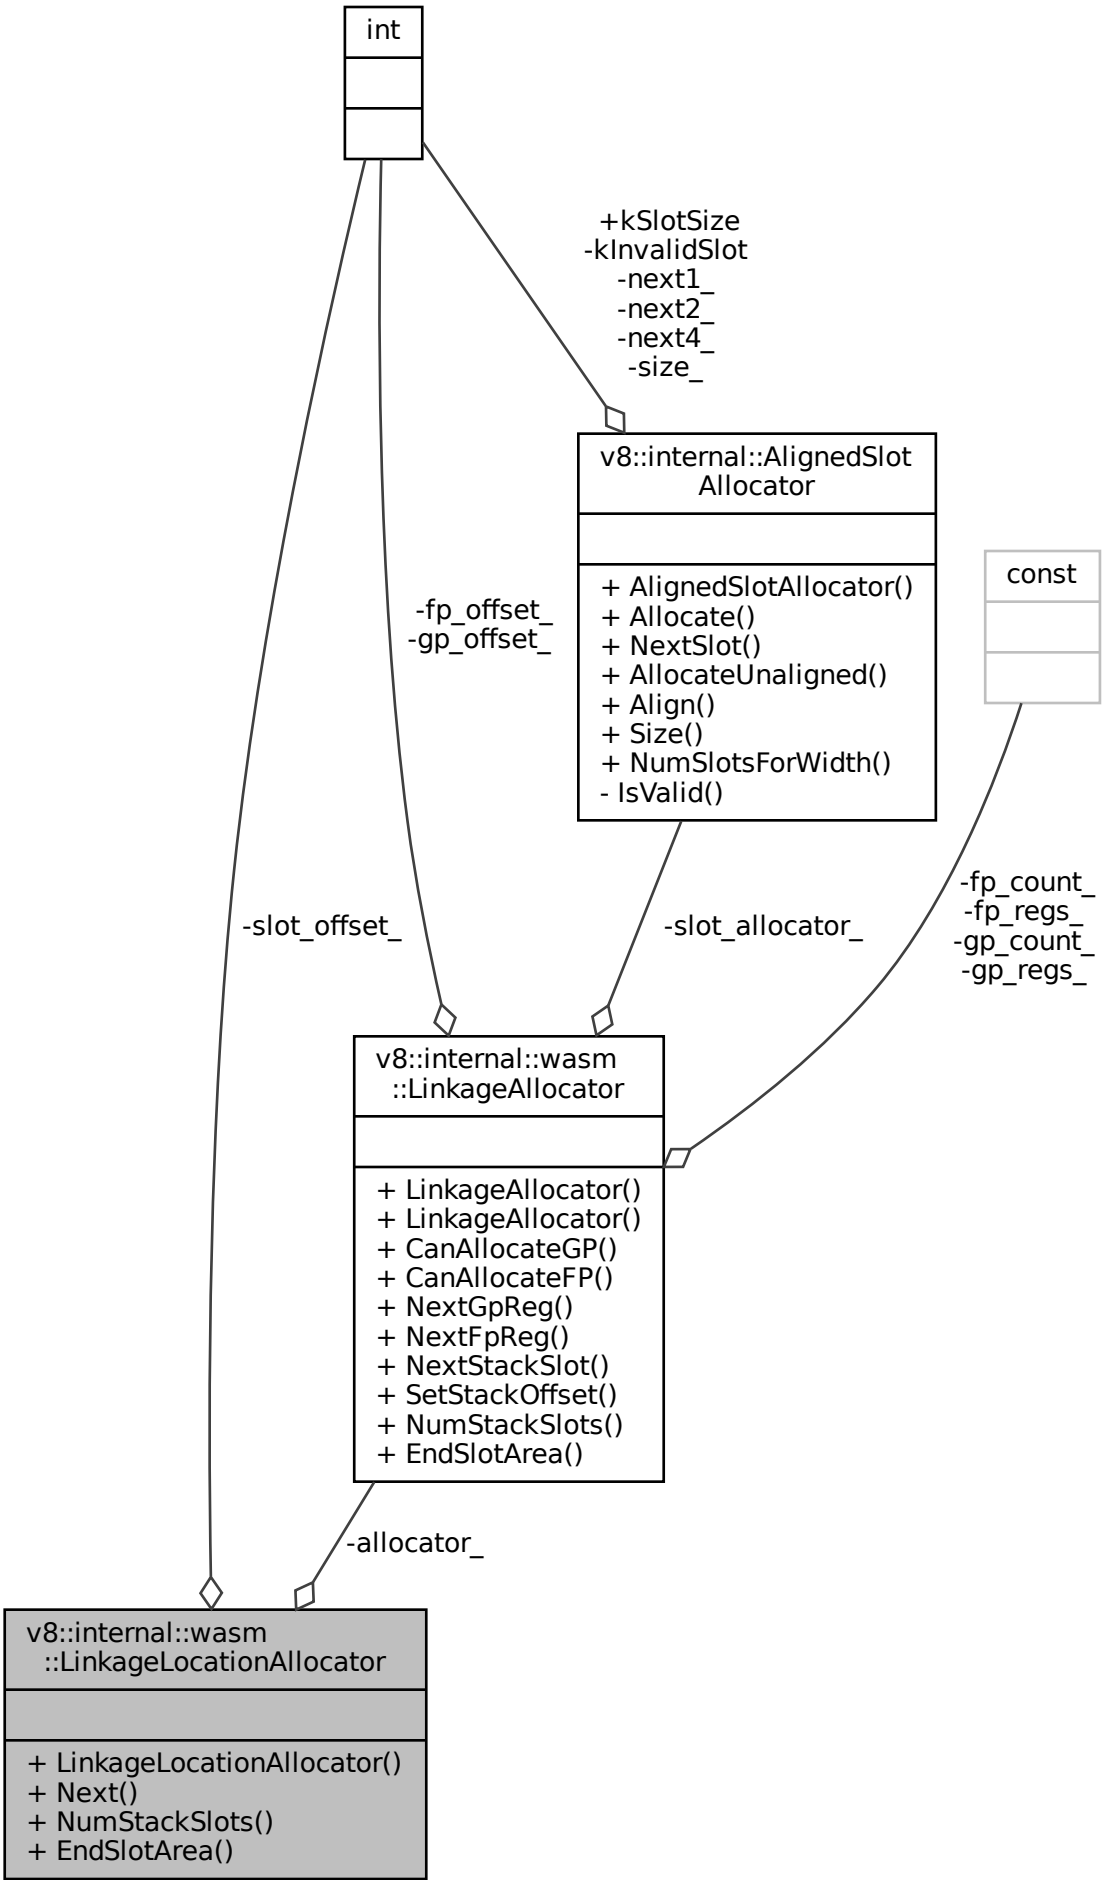 int
+kSlotSize
-kInvalidSlot
-next1_
-next2_
-next4_
-size_
v8::internal::AlignedSlot
Allocator
+ AlignedSlotAllocator()
+ Allocate()
+ NextSlot()
+ AllocateUnaligned()
+ Align()
+ Size()
+ NumSlotsForWidth()
- IsValid()
const
-fp_offset_
-gp_offset_
-fp_count_
-fp_regs_
-gp_count_
-gp_regs_
-slot_offset_
-slot_allocator_
v8::internal::wasm
::LinkageAllocator
+ LinkageAllocator()
+ LinkageAllocator()
+ CanAllocateGP()
+ CanAllocateFP()
+ NextGpReg()
+ NextFpReg()
+ NextStackSlot()
+ SetStackOffset()
+ NumStackSlots()
+ EndSlotArea()
-allocator_
v8::internal::wasm
::LinkageLocationAllocator
+ LinkageLocationAllocator()
+ Next()
+ NumStackSlots()
+ EndSlotArea()